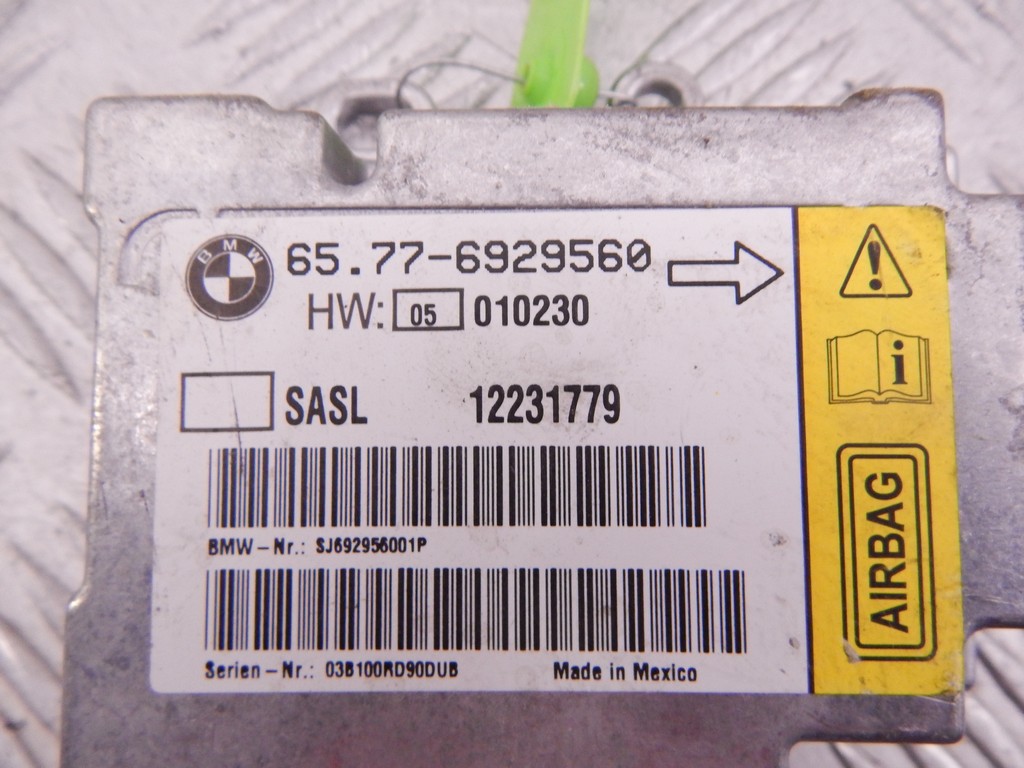 BMW
65.77-6929560
HW: 05 010230
SASL 12231779
BMW-Nr.: SJ692956001P
Serien-Nr.: 03B100RD90DUB Made in Mexico
i
AIRBAG